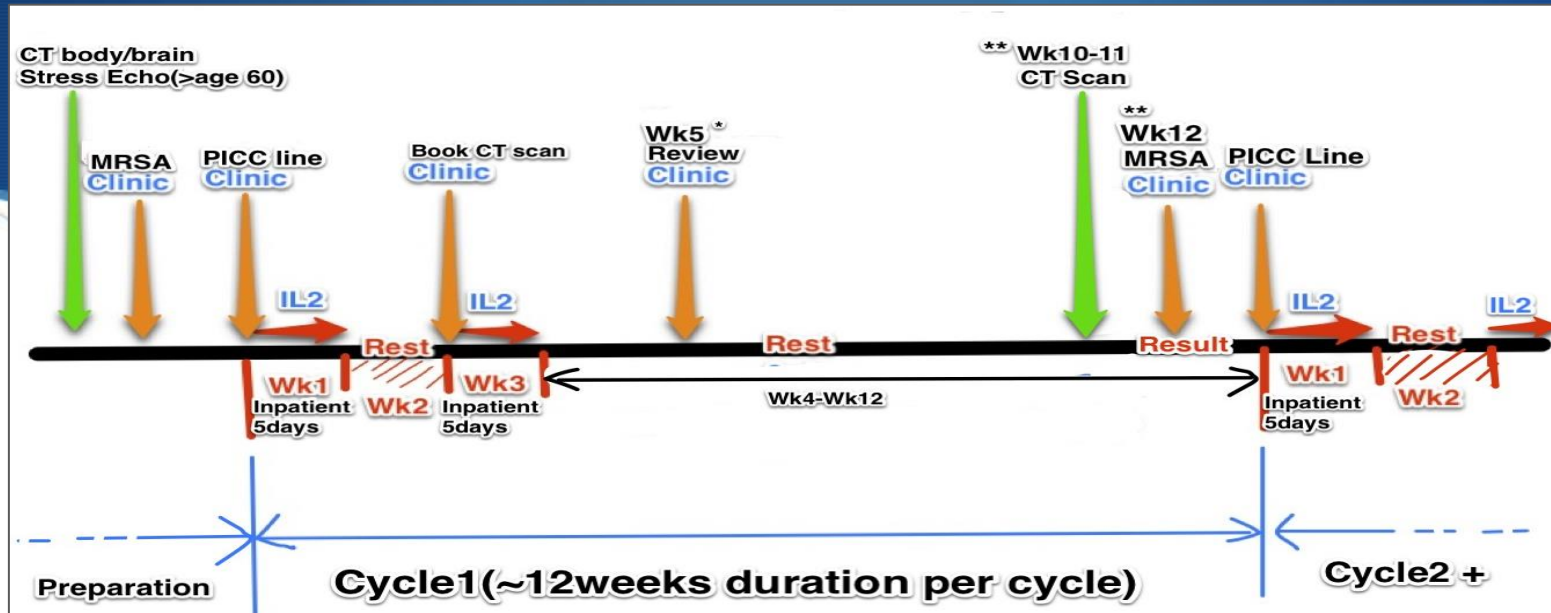 CT body/brain
Stress Echo(>age 60)
MRSA
Clinic
PICC line
Clinic
Book CT scan
Clinic
Wk5 *
Review
Clinic
** Wk10-11
CT Scan
**
Wk12
MRSA
Clinic
PICC Line
Clinic
IL2
IL2
IL2
IL2
Rest
Rest
Result
Rest
Wk1
Inpatient
5days
Wk2
Wk3
Inpatient
5days
Wk4-Wk12
Wk1
Inpatient
5days
Wk2
Preparation
Cycle1(~12weeks duration per cycle)
Cycle2 +